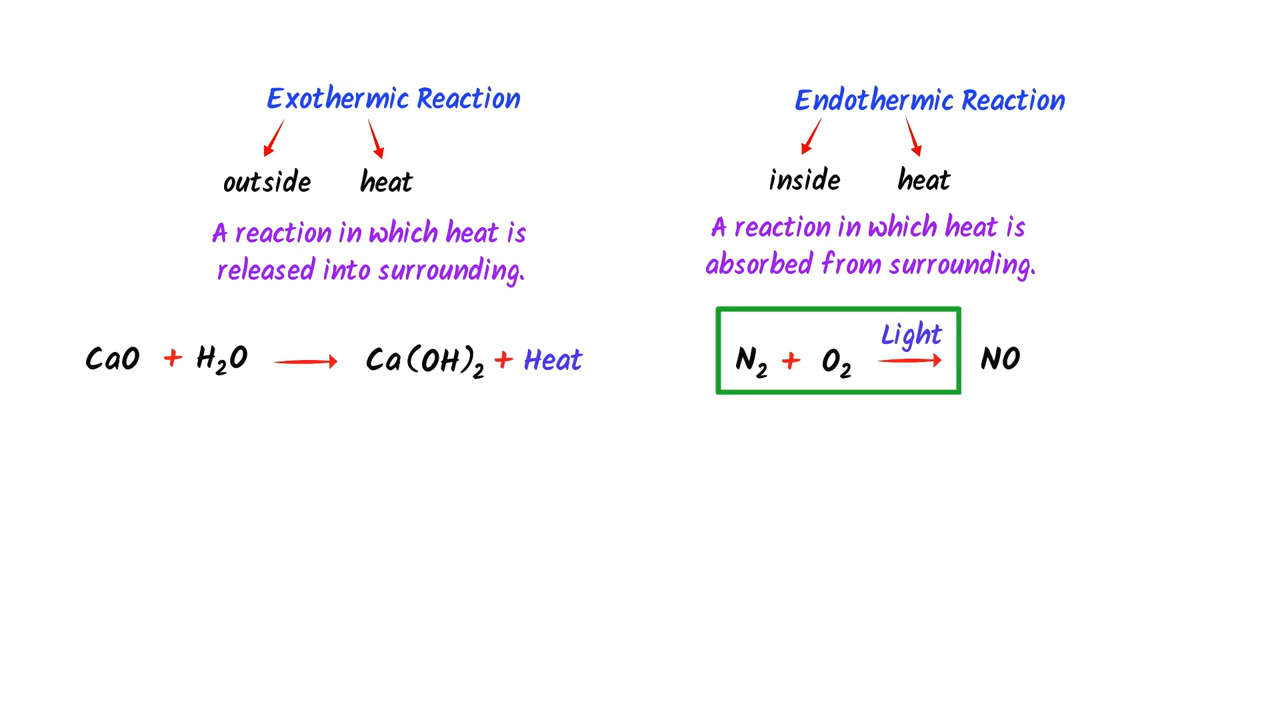 Exothermic Reaction
outside heat
A reaction in which heat is
released into surrounding.
CaO + H₂O → Ca(OH)₂ + Heat
Endothermic Reaction
inside heat
A reaction in which heat is
absorbed from surrounding.
Light
N₂ + O₂ → NO